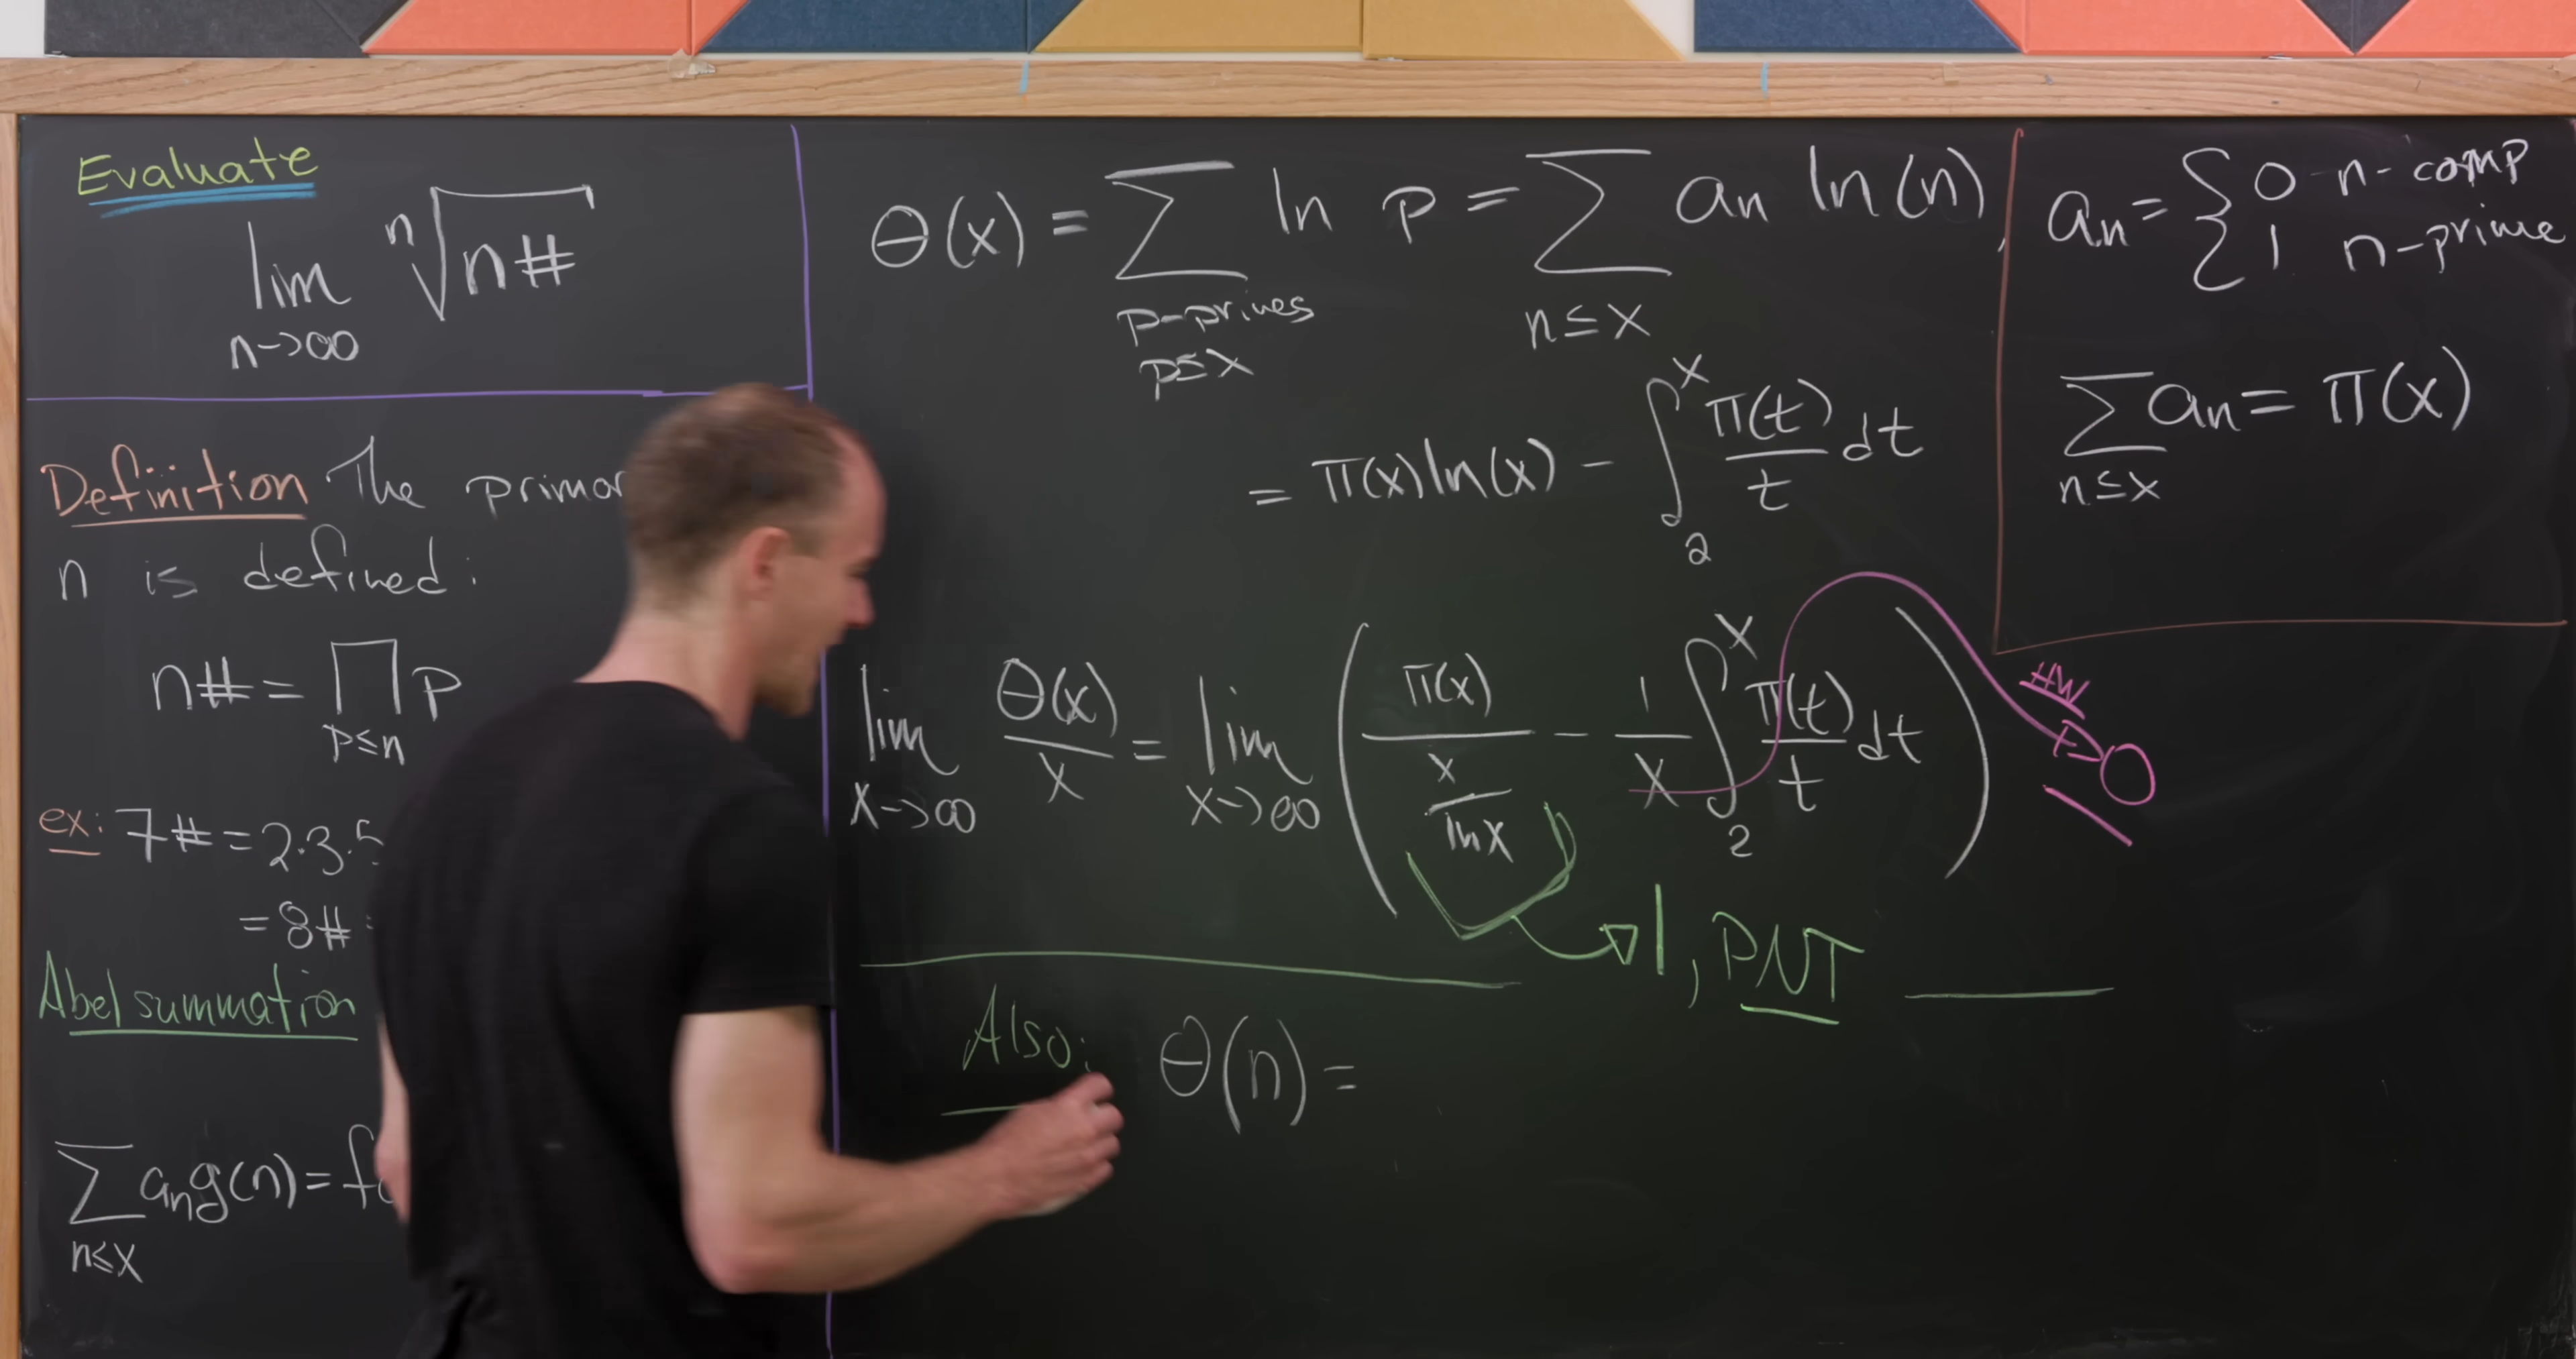 Evaluate
lim n→∞ ⁿ√n#
Definition The
n is defined:
n# = ∏ p
p≤n
ex: 7# = 2·3·5
= 8#
Abel summation
∑ aₙg(n) = f
n≤x
θ(x) = ∑ ln p = ∑ aₙ ln(n),
p-primes
p≤x
n≤x
= π(x)ln(x) − ∫₂ˣ π(t)/t dt
lim x→∞ θ(x)/x = lim x→∞ ( π(x)/(x/ln x) − 1/x ∫₂ˣ π(t)/t dt )
HW
0
1, PNT
Also: θ(n) =
aₙ = { 0 n-comp
1 n-prime
∑ aₙ = π(x)
n≤x